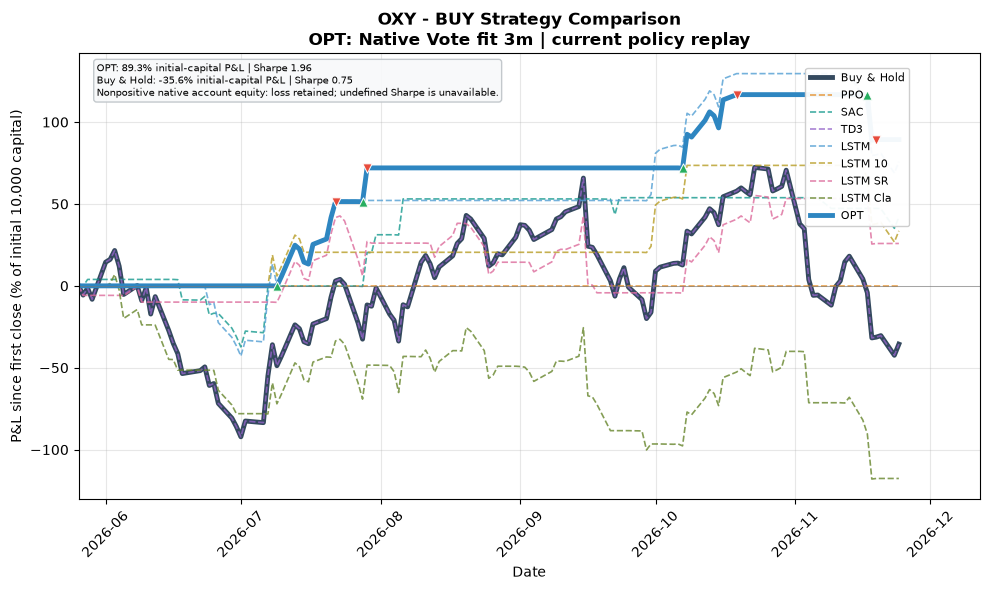 OXY - BUY Strategy Comparison
OPT: Native Vote fit 3m | current policy replay
OPT: 89.3% initial-capital P&L | Sharpe 1.96
Buy & Hold: -35.6% initial-capital P&L | Sharpe 0.75
Nonpositive native account equity: loss retained; undefined Sharpe is unavailable.
Buy & Hold
PPO
SAC
TD3
LSTM
LSTM 10
LSTM SR
LSTM Cla
OPT
P&L since first close (% of initial 10,000 capital)
100
50
0
−50
−100
2026-06
2026-07
2026-08
2026-09
2026-10
2026-11
2026-12
Date